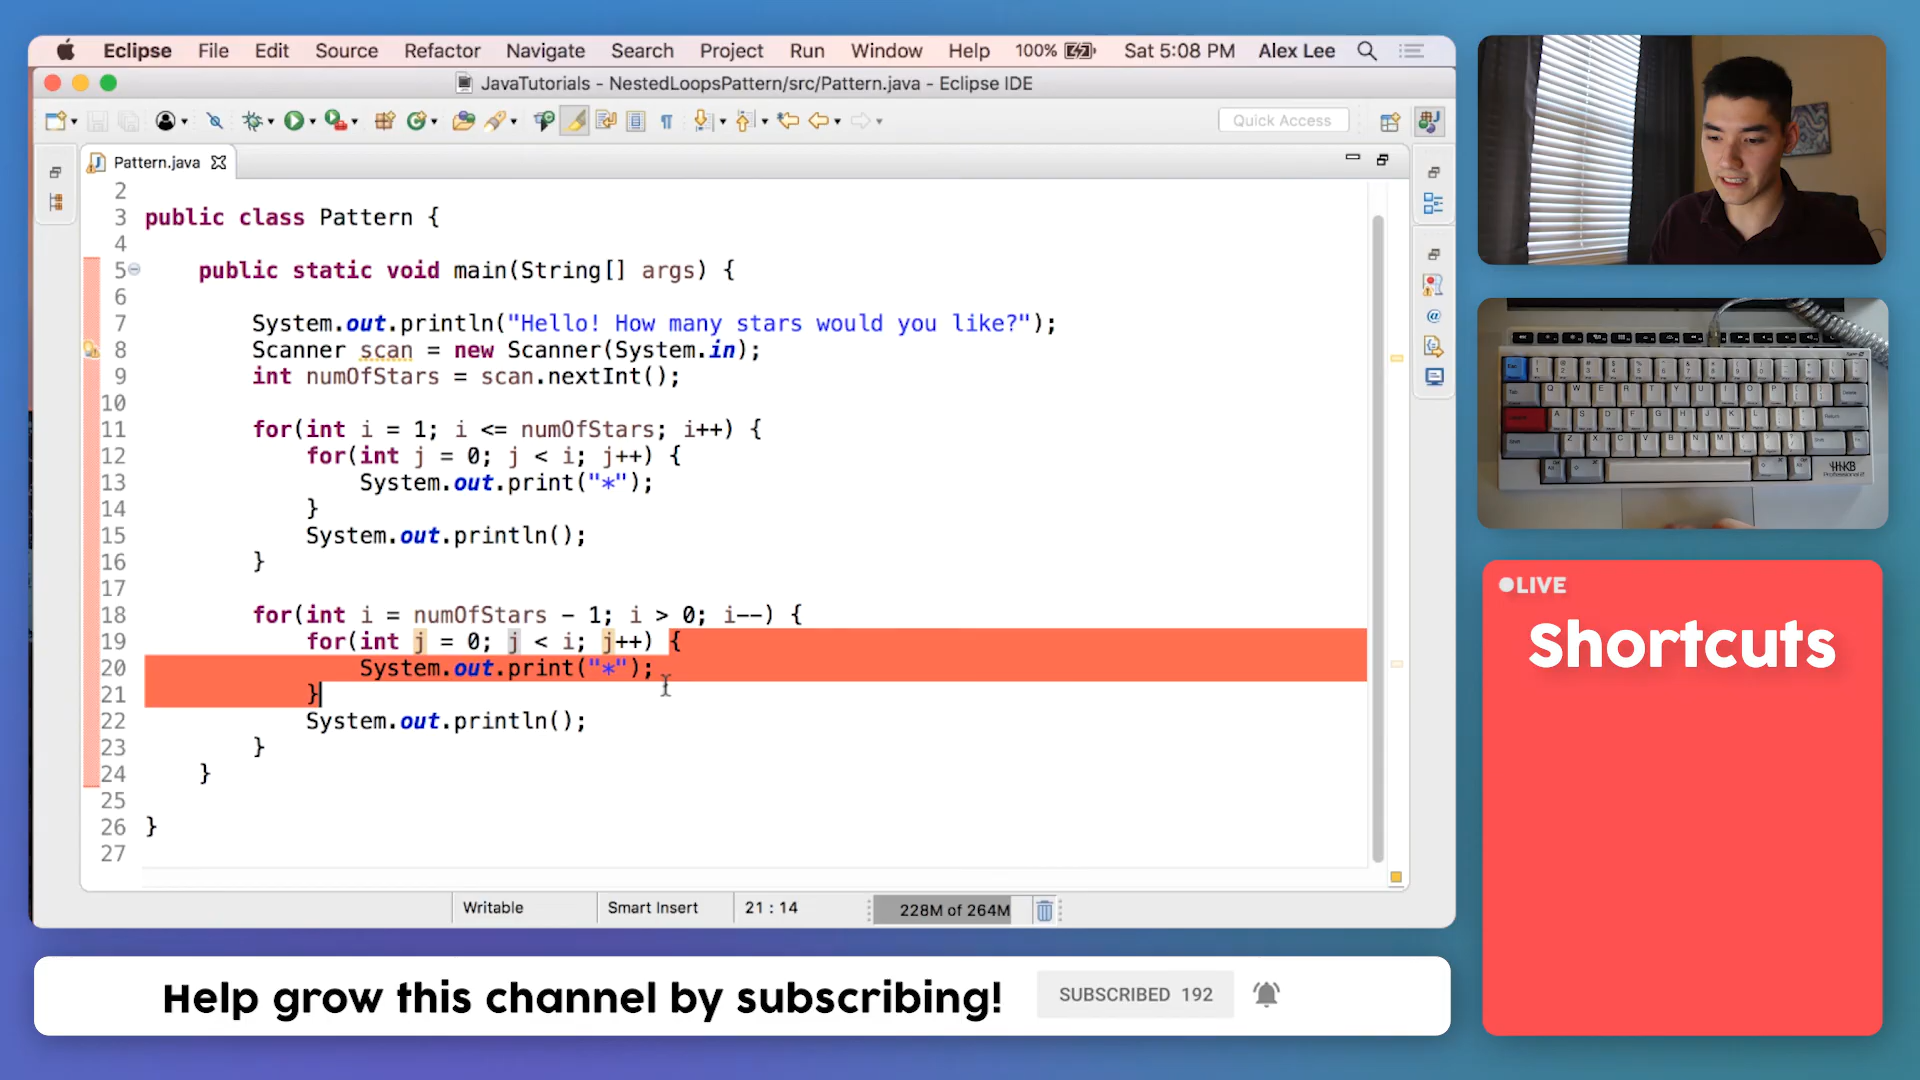 Eclipse File Edit Source Refactor Navigate Search Project Run Window Help 100% Sat 5:08 PM Alex Lee
JavaTutorials - NestedLoopsPattern/src/Pattern.java - Eclipse IDE
Quick Access
Pattern.java
2
3 public class Pattern {
4
5 public static void main(String[] args) {
6
7 System.out.println("Hello! How many stars would you like?");
8 Scanner scan = new Scanner(System.in);
9 int numOfStars = scan.nextInt();
10
11 for(int i = 1; i <= numOfStars; i++) {
12 for(int j = 0; j < i; j++) {
13 System.out.print("*");
14 }
15 System.out.println();
16 }
17
18 for(int i = numOfStars - 1; i > 0; i--) {
19 for(int j = 0; j < i; j++) {
20 System.out.print("*");
21 }
22 System.out.println();
23 }
24 }
25
26 }
27
Writable Smart Insert 21 : 14 228M of 264M
LIVE
Shortcuts
Help grow this channel by subscribing! SUBSCRIBED 192